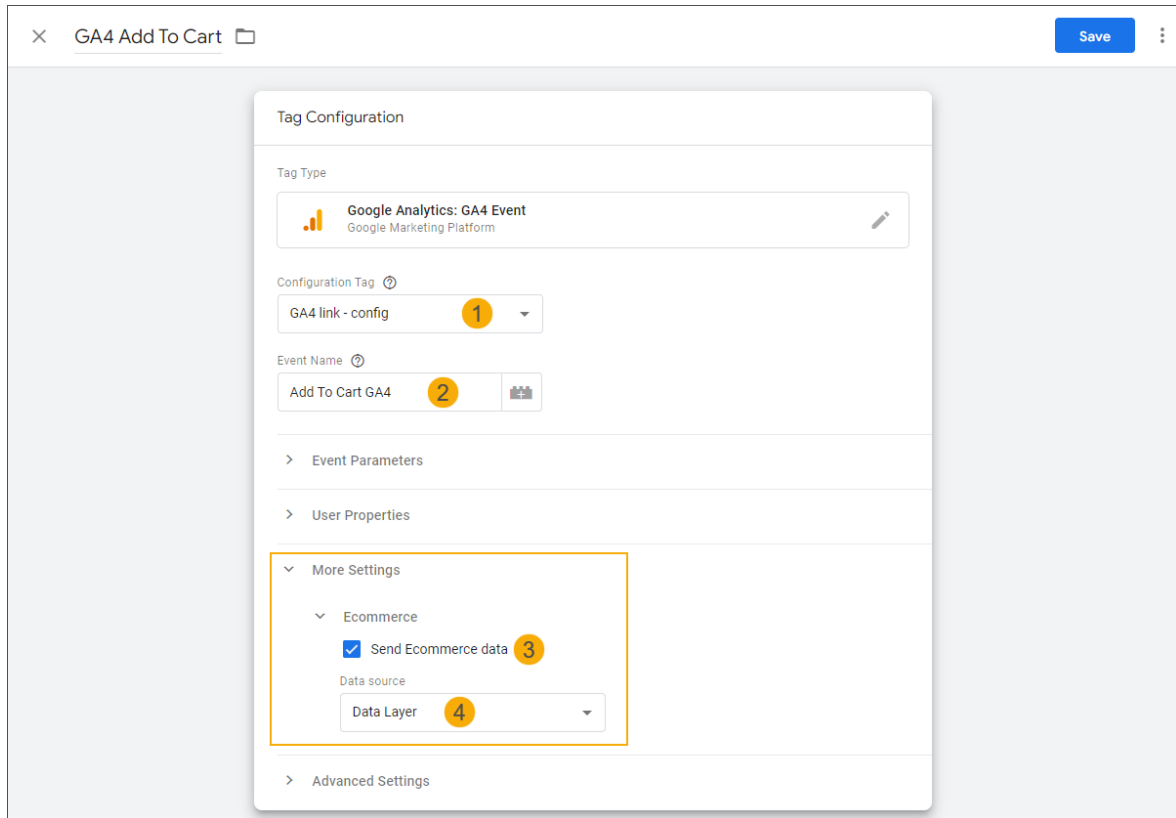 GA4 Add To Cart
Save
Tag Configuration
Tag Type
Google Analytics: GA4 Event
Google Marketing Platform
Configuration Tag
GA4 link - config
1
Event Name
Add To Cart GA4
2
Event Parameters
User Properties
More Settings
Ecommerce
Send Ecommerce data
3
Data source
Data Layer
4
Advanced Settings